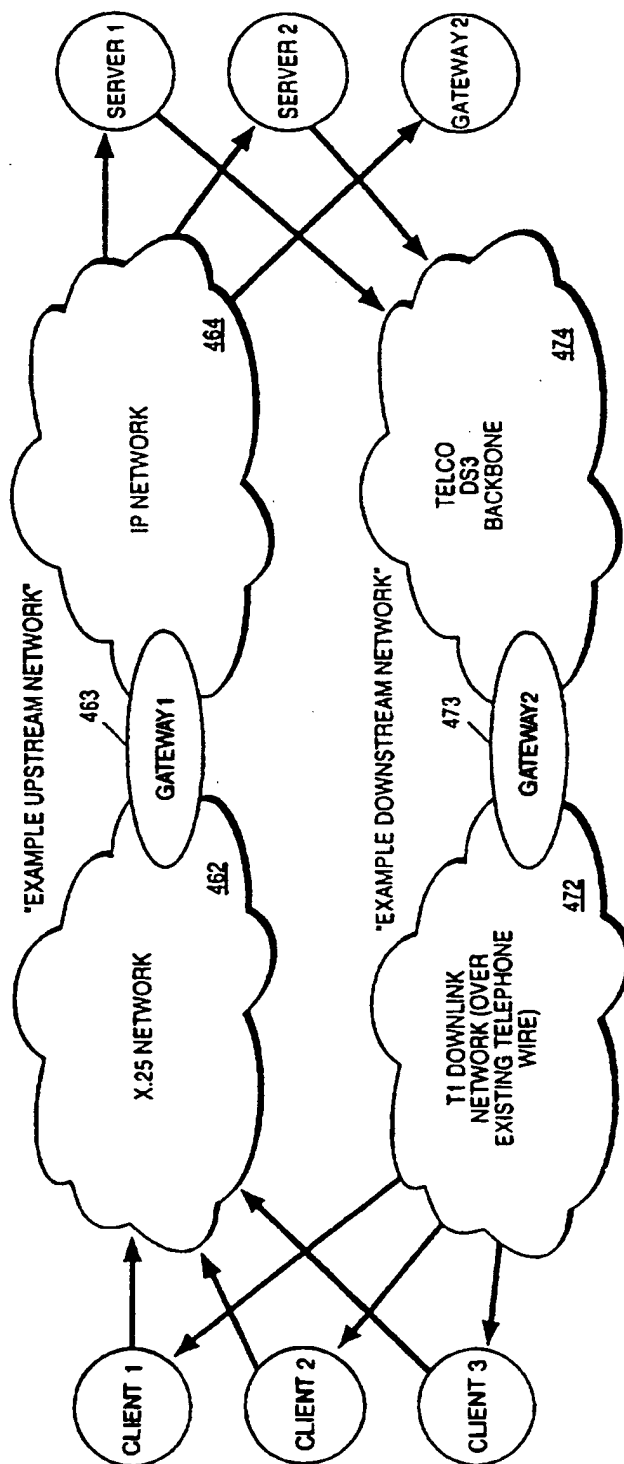 "EXAMPLE UPSTREAM NETWORK"
CLIENT 1
CLIENT 2
CLIENT 3
X.25 NETWORK
462
463
GATEWAY 1
IP NETWORK
464
SERVER 1
SERVER 2
GATEWAY 2
"EXAMPLE DOWNSTREAM NETWORK"
T1 DOWNLINK
NETWORK (OVER
EXISTING TELEPHONE
WIRE)
472
473
GATEWAY2
TELCO
DS3
BACKBONE
474